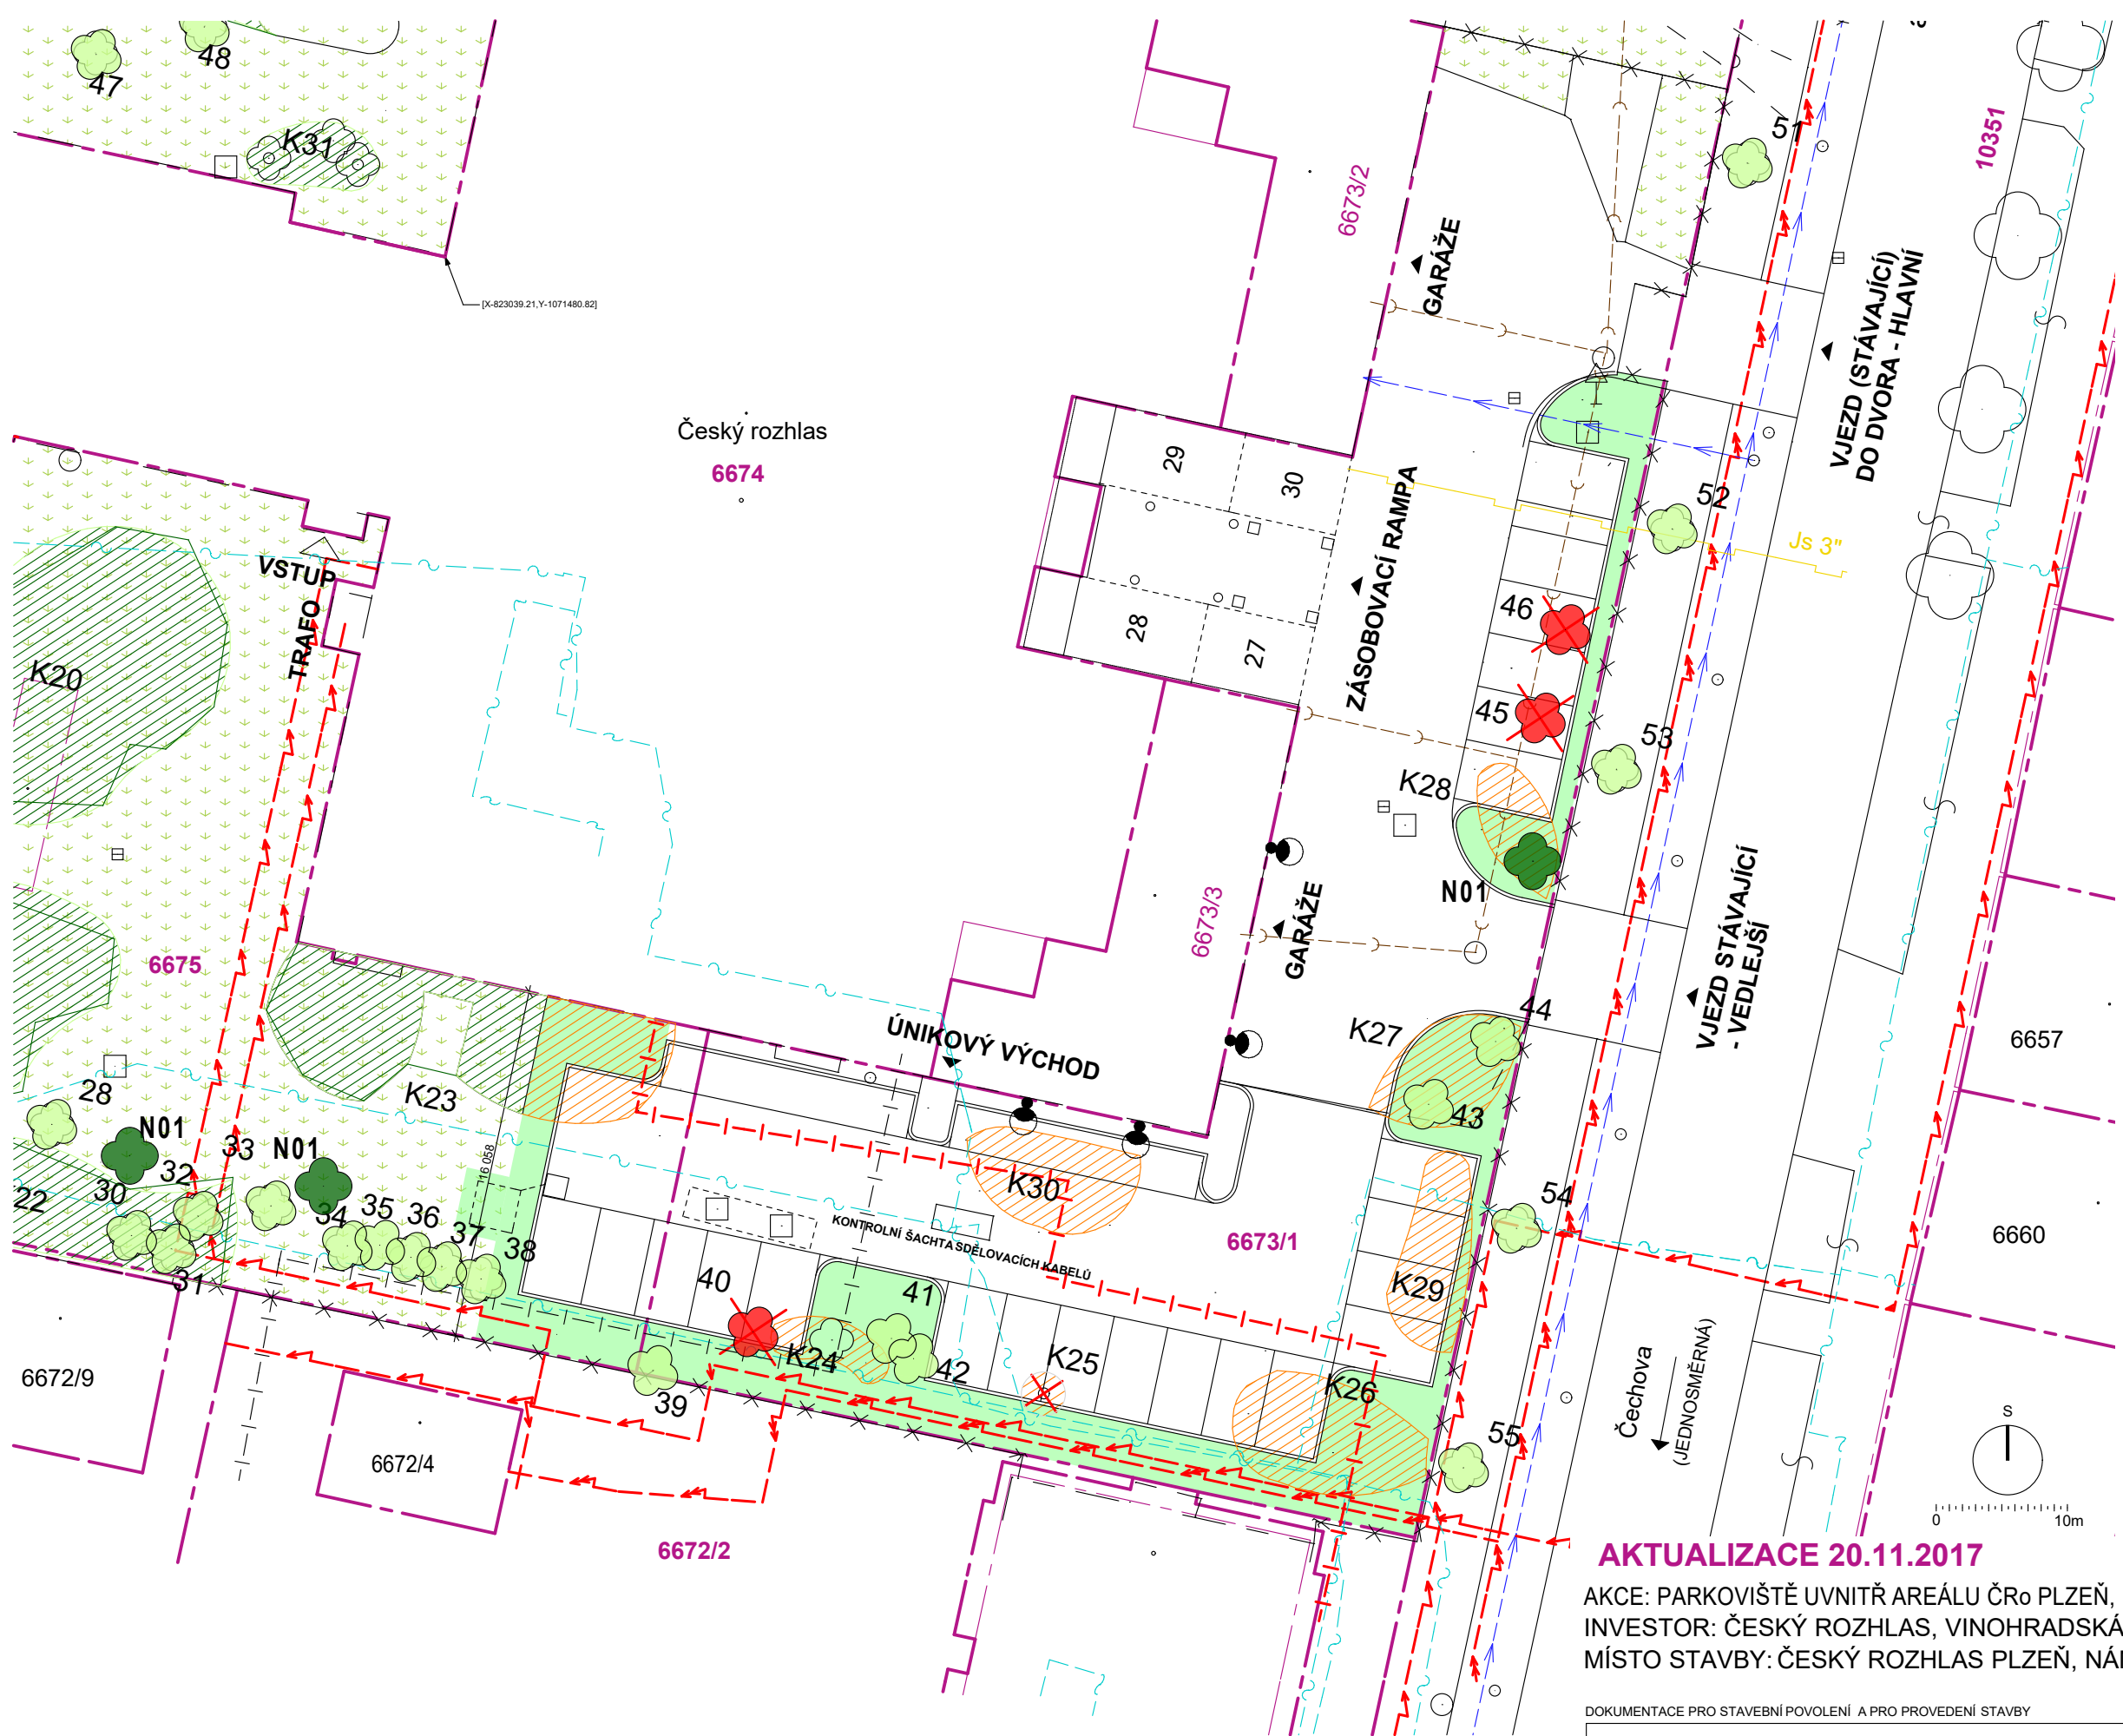 47
48
K31
[X-823039.21,Y-1071480.82]
6673/2
GARÁŽE
51
10351
VJEZD (STÁVAJÍCÍ)
DO DVORA - HLAVNÍ
Český rozhlas
6674
29
30
28
27
ZÁSOBOVACÍ RAMPA
52
Js 3"
46
45
53
K28
N01
VSTUP
TRAFO
K20
6675
6673/3
GARÁŽE
VJEZD STÁVAJÍCÍ
- VEDLEJŠÍ
44
K27
43
6657
ÚNIKOVÝ VÝCHOD
K23
28
N01
33
N01
32
30
22
31
34
35
36
37
38
16 058
K30
KONTROLNÍ ŠACHTA SDĚLOVACÍCH KABELŮ
6673/1
54
6660
K29
40
41
K24
42
K25
K26
39
55
Čechova
(JEDNOSMĚRNÁ)
6672/9
6672/4
6672/2
S
0
10m
AKTUALIZACE 20.11.2017
AKCE: PARKOVIŠTĚ UVNITŘ AREÁLU ČRo PLZEŇ,
INVESTOR: ČESKÝ ROZHLAS, VINOHRADSKÁ
MÍSTO STAVBY: ČESKÝ ROZHLAS PLZEŇ,
DOKUMENTACE PRO STAVEBNÍ POVOLENÍ A PRO PROVEDENÍ STAVBY